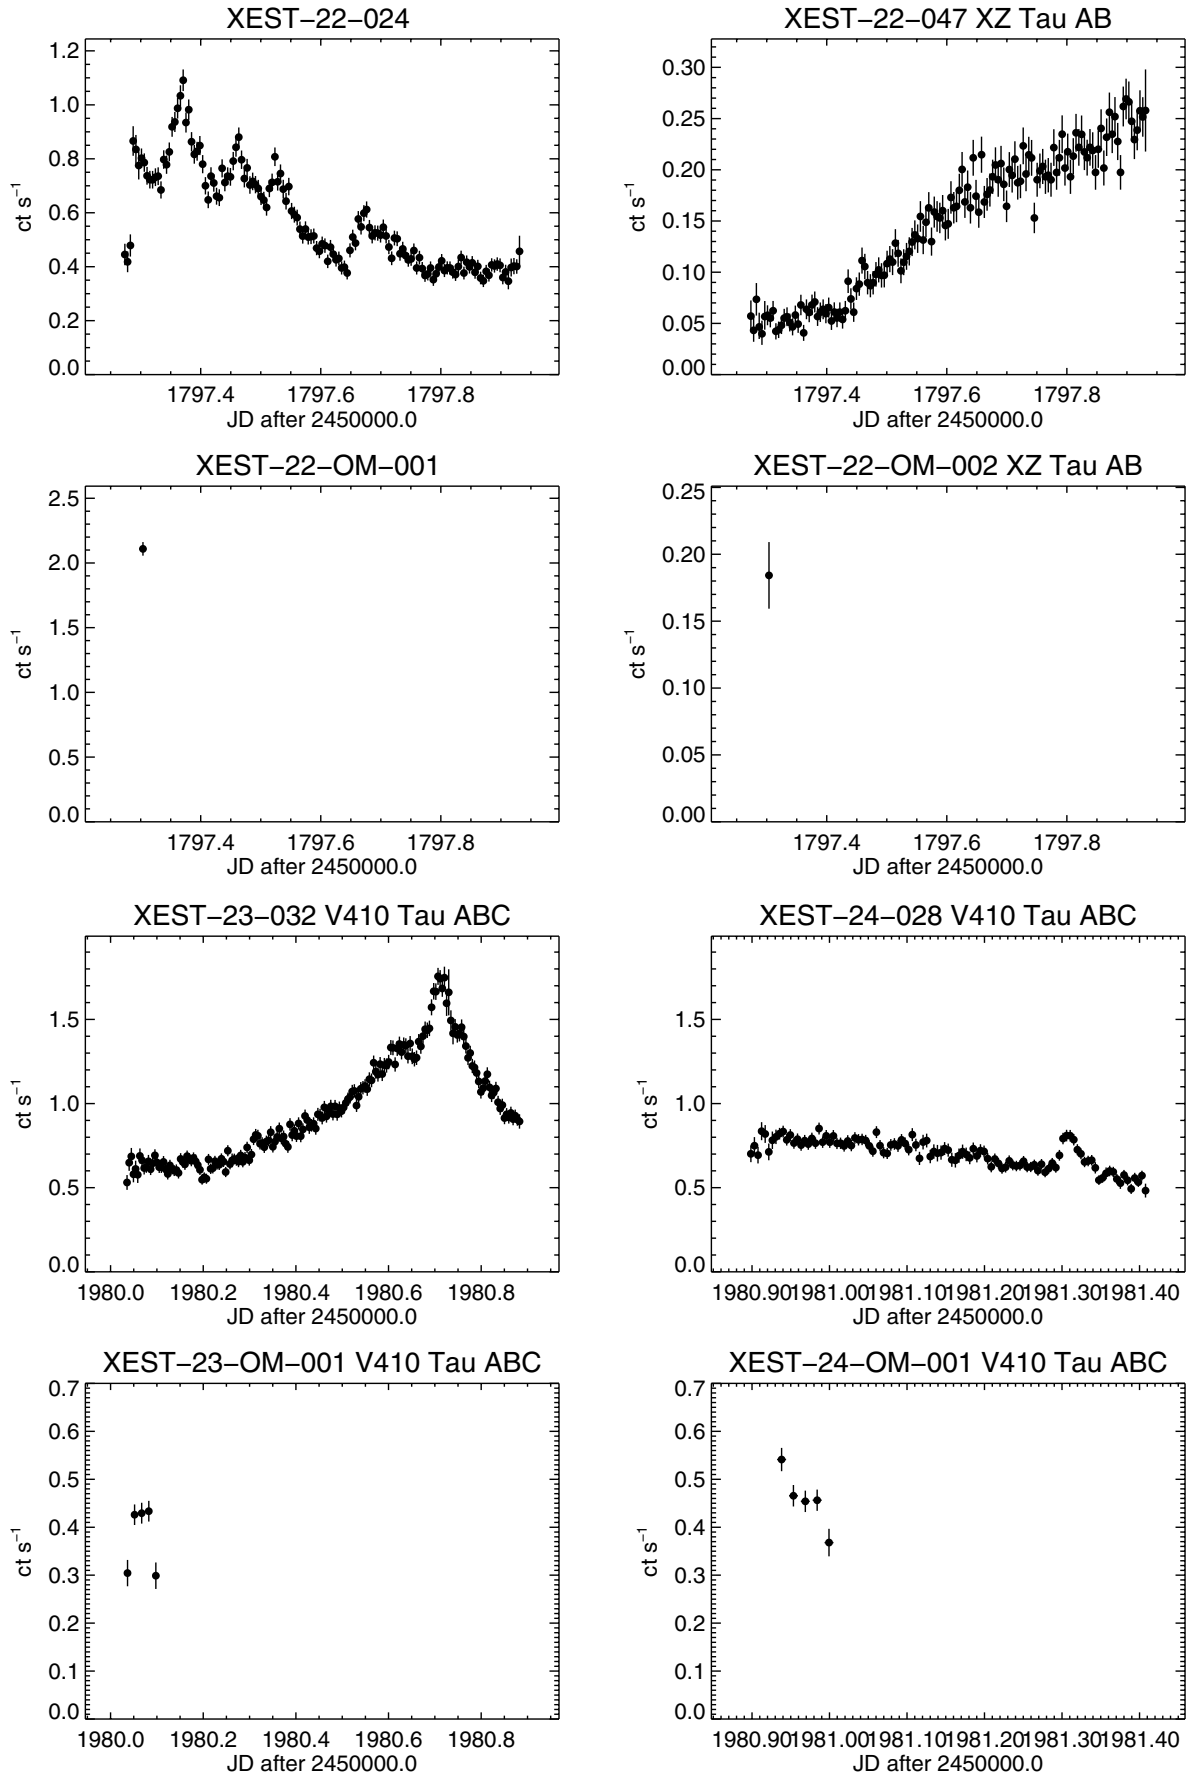 XEST−22−024
XEST−22−047 XZ Tau AB
1.2
1.0
0.8
0.6
0.4
0.2
0.0
ct s⁻¹
1797.4 1797.6 1797.8
JD after 2450000.0
0.30
0.25
0.20
0.15
0.10
0.05
0.00
ct s⁻¹
1797.4 1797.6 1797.8
JD after 2450000.0
XEST−22−OM−001
XEST−22−OM−002 XZ Tau AB
2.5
2.0
1.5
1.0
0.5
0.0
ct s⁻¹
1797.4 1797.6 1797.8
JD after 2450000.0
0.25
0.20
0.15
0.10
0.05
0.00
ct s⁻¹
1797.4 1797.6 1797.8
JD after 2450000.0
XEST−23−032 V410 Tau ABC
XEST−24−028 V410 Tau ABC
1.5
1.0
0.5
0.0
ct s⁻¹
1980.0 1980.2 1980.4 1980.6 1980.8
JD after 2450000.0
1.5
1.0
0.5
0.0
ct s⁻¹
1980.90 1981.00 1981.10 1981.20 1981.30 1981.40
JD after 2450000.0
XEST−23−OM−001 V410 Tau ABC
XEST−24−OM−001 V410 Tau ABC
0.7
0.6
0.5
0.4
0.3
0.2
0.1
0.0
ct s⁻¹
1980.0 1980.2 1980.4 1980.6 1980.8
JD after 2450000.0
0.7
0.6
0.5
0.4
0.3
0.2
0.1
0.0
ct s⁻¹
1980.90 1981.00 1981.10 1981.20 1981.30 1981.40
JD after 2450000.0